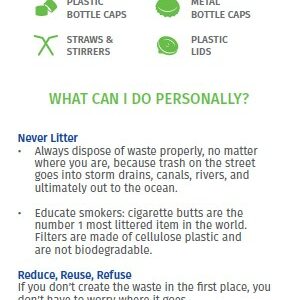 PLASTIC
BOTTLE CAPS
METAL
BOTTLE CAPS
STRAWS &
STIRRERS
PLASTIC
LIDS
WHAT CAN I DO PERSONALLY?
Never Litter
• Always dispose of waste properly, no matter
where you are, because trash on the street
goes into storm drains, canals, rivers, and
ultimately out to the ocean.
• Educate smokers: cigarette butts are the
number 1 most littered item in the world.
Filters are made of cellulose plastic and
are not biodegradable.
Reduce, Reuse, Refuse
If you don't create the waste in the first place, you
don't have to worry where it goes.